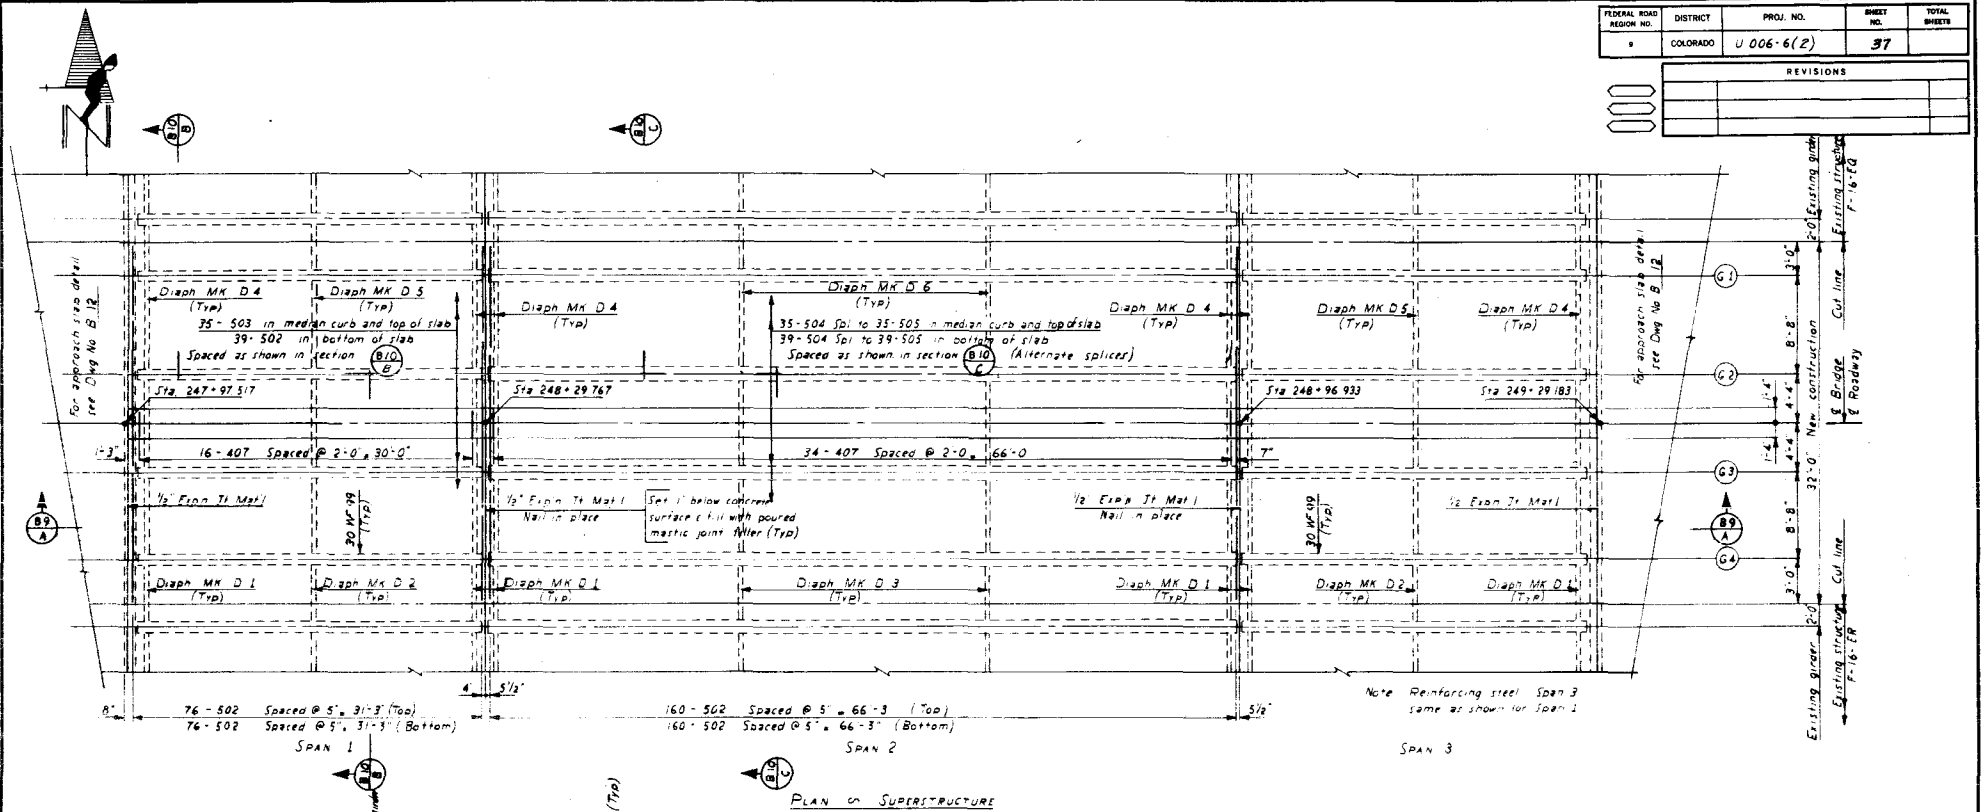 FEDERAL ROAD REGION NO.
DISTRICT
PROJ. NO.
SHEET NO.
TOTAL SHEETS
9
COLORADO
U 006-6(2)
37
REVISIONS
B10
B
B10
C
For approach slab detail
see Dwg No B 12
Diaph MK D 4
(Typ)
Diaph MK D 5
(Typ)
35 - 503 in median curb and top of slab
39 - 502 in bottom of slab
Spaced as shown in section
B10
B
Diaph MK D 4
(Typ)
Diaph MK D 6
(Typ)
Diaph MK D 4
(Typ)
35-504 Spl to 35-505 in median curb and top of slab
39-504 Spl to 39-505 in bottom of slab
Spaced as shown in section
B10
C
(Alternate splices)
Diaph MK D5
(Typ)
Diaph MK D 4
(Typ)
For approach slab detail
see Dwg No B 12
Sta. 247+97.517
Sta 248+29.767
Sta 248+96.933
Sta 249+29.183
1'-3"
16-407 Spaced @ 2'-0" = 30'-0"
34-407 Spaced @ 2'-0 = 66'-0
7"
1/2" Exp'n Jt Mat'l
30 WF 99
(Typ)
1/2" Exp'n Jt Mat'l
Nail in place
Set 1" below concrete
surface & fill with poured
mastic joint filler (Typ)
1/2" Exp'n Jt Mat'l
Nail in place
30 WF 99
(Typ)
1/2 Exp'n Jt Mat'l
B9
A
B9
A
Diaph MK D 1
(Typ)
Diaph MK D 2
(Typ)
Diaph MK D 1
(Typ)
Diaph MK D 3
(Typ)
Diaph MK D 1
(Typ)
Diaph MK D2
(Typ)
Diaph MK D 1
(Typ)
G1
G2
G3
G4
Existing girder
2'-0"
3'-0"
8'-8"
4'-4"
1'-4"
1'-4"
4'-4"
8'-8"
3'-0"
2'-0
Existing girder
32'-0" New construction
Existing structure
F-16-EQ
Cut line
℄ Bridge
℄ Roadway
Cut line
Existing structure
F-16-ER
8"
4"
5 1/2"
5 1/2"
76 - 502 Spaced @ 5" = 31'-3" (Top)
76 - 502 Spaced @ 5" = 31'-3" (Bottom)
SPAN 1
160 - 502 Spaced @ 5" = 66'-3 (Top)
160 - 502 Spaced @ 5" = 66'-3" (Bottom)
SPAN 2
Note Reinforcing steel Span 3
same as shown for Span 1
SPAN 3
B10
B
B10
C
(Typ)
PLAN OF SUPERSTRUCTURE